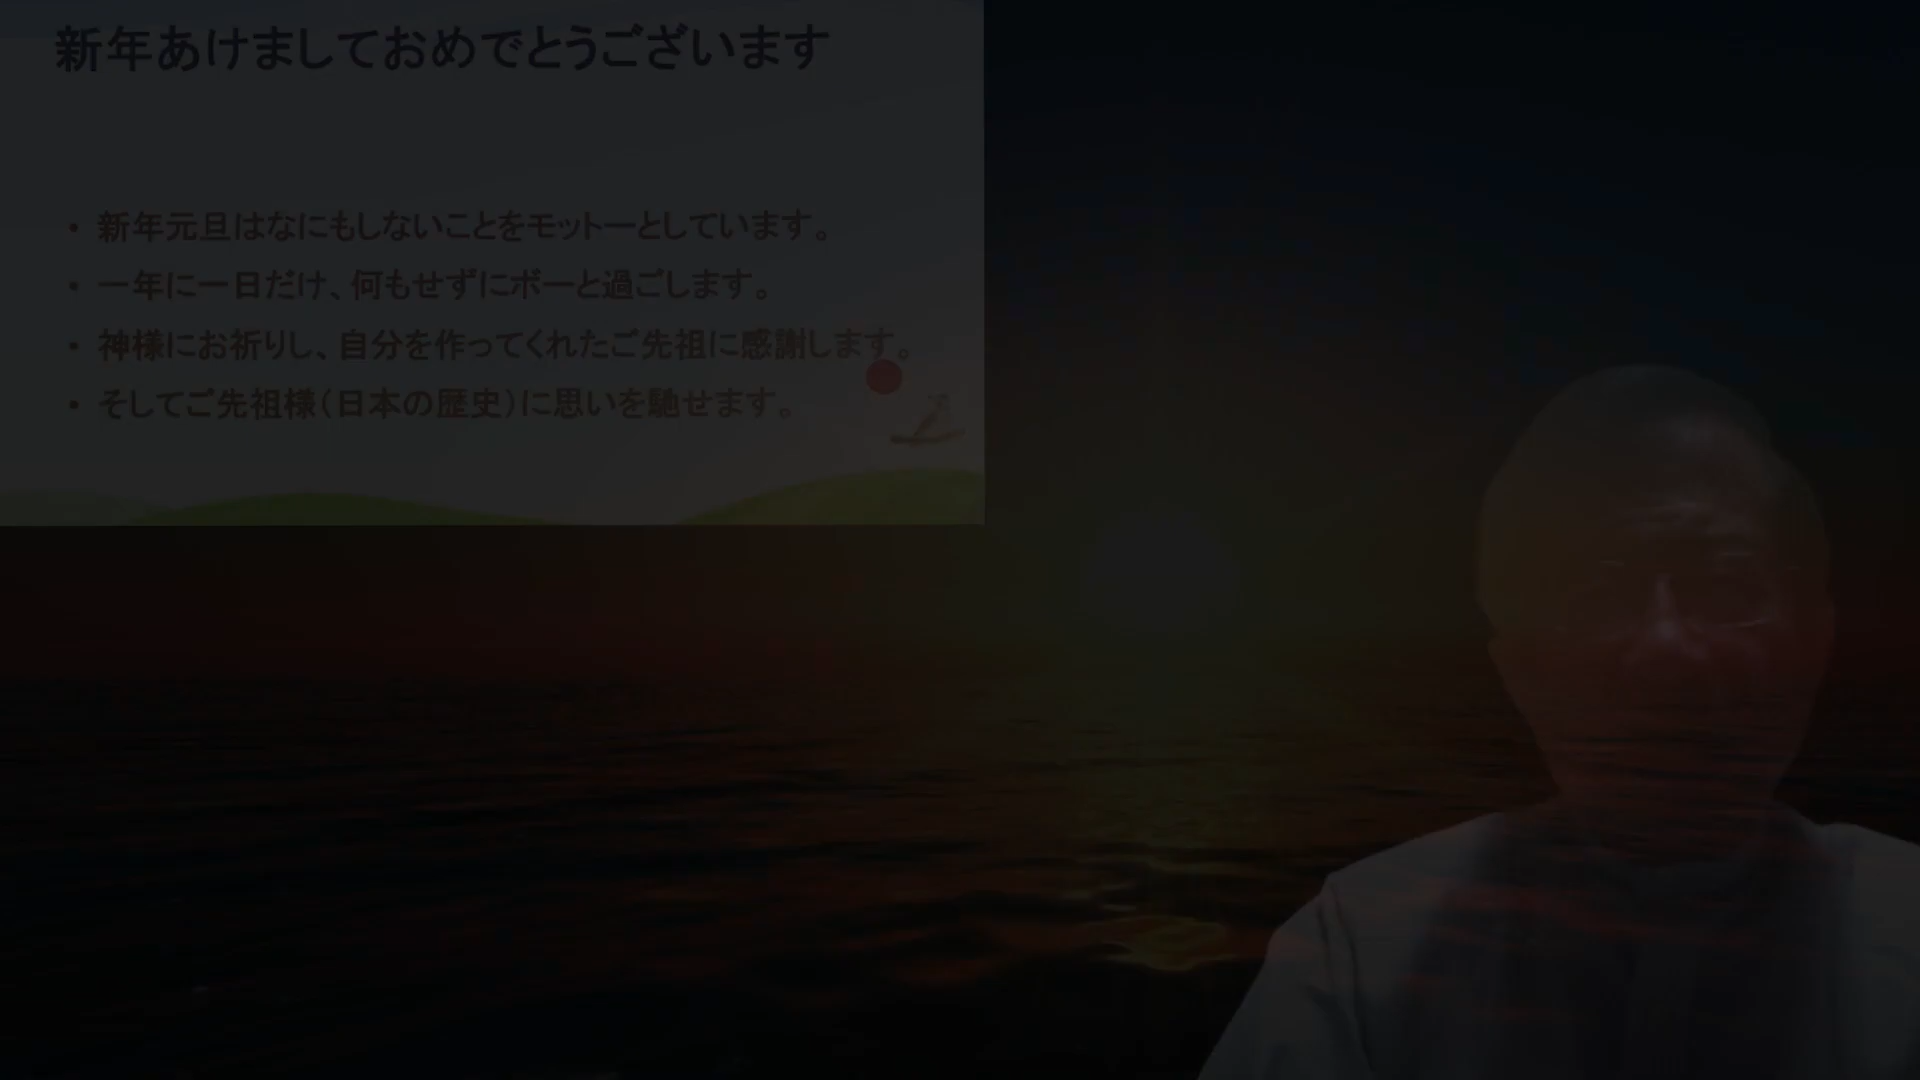 新年あけましておめでとうございます
・新年元旦はなにもしないことをモットーとしています。
・一年に一日だけ、何もせずにボーと過ごします。
・神様にお祈りし、自分を作ってくれたご先祖に感謝します。
・そしてご先祖様（日本の歴史）に思いを馳せます。